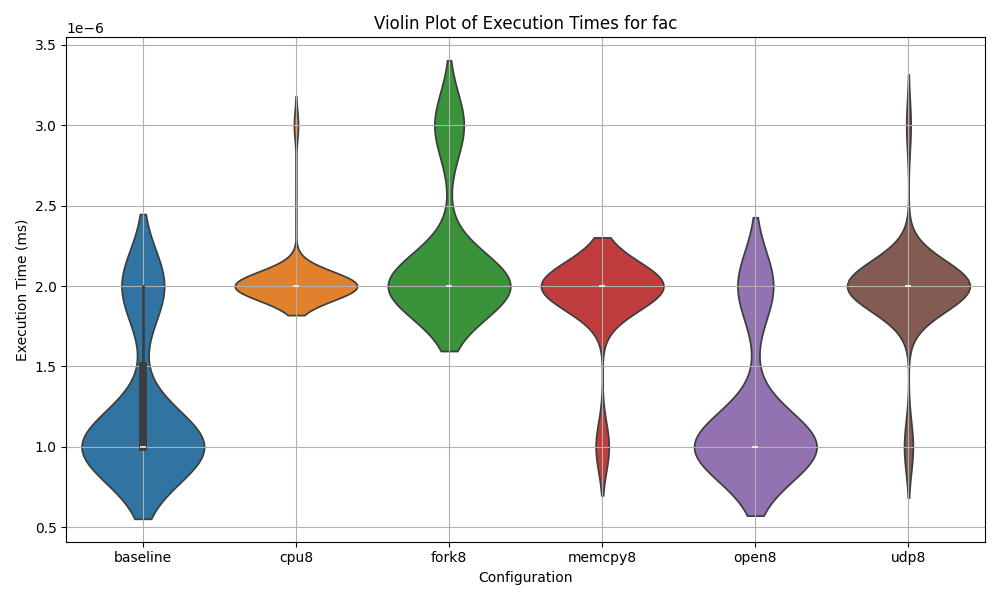 Violin Plot of Execution Times for fac
1e−6
3.5
3.0
2.5
2.0
1.5
1.0
0.5
Execution Time (ms)
baseline cpu8 fork8 memcpy8 open8 udp8
Configuration